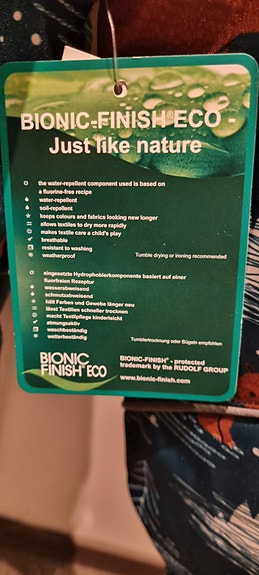 BIONIC-FINISH®ECO -
Just like nature
the water-repellent component used is based on
a fluorine-free recipe
water-repellent
soil-repellent
keeps colours and fabrics looking new longer
allows textiles to dry more rapidly
makes textile care a child's play
breathable
resistant to washing
weatherproof Tumble drying or ironing recommended
eingesetzte Hydrophobierkomponente basiert auf einer
fluorfreien Rezeptur
wasserabweisend
schmutzabweisend
hält Farben und Gewebe länger neu
lässt Textilien schneller trocknen
macht Textilpflege kinderleicht
atmungsaktiv
waschbeständig
wetterbeständig Tumblertrocknung oder Bügeln empfohlen
BIONIC
FINISH®ECO
BIONIC-FINISH® - protected
trademark by the RUDOLF GROUP
www.bionic-finish.com